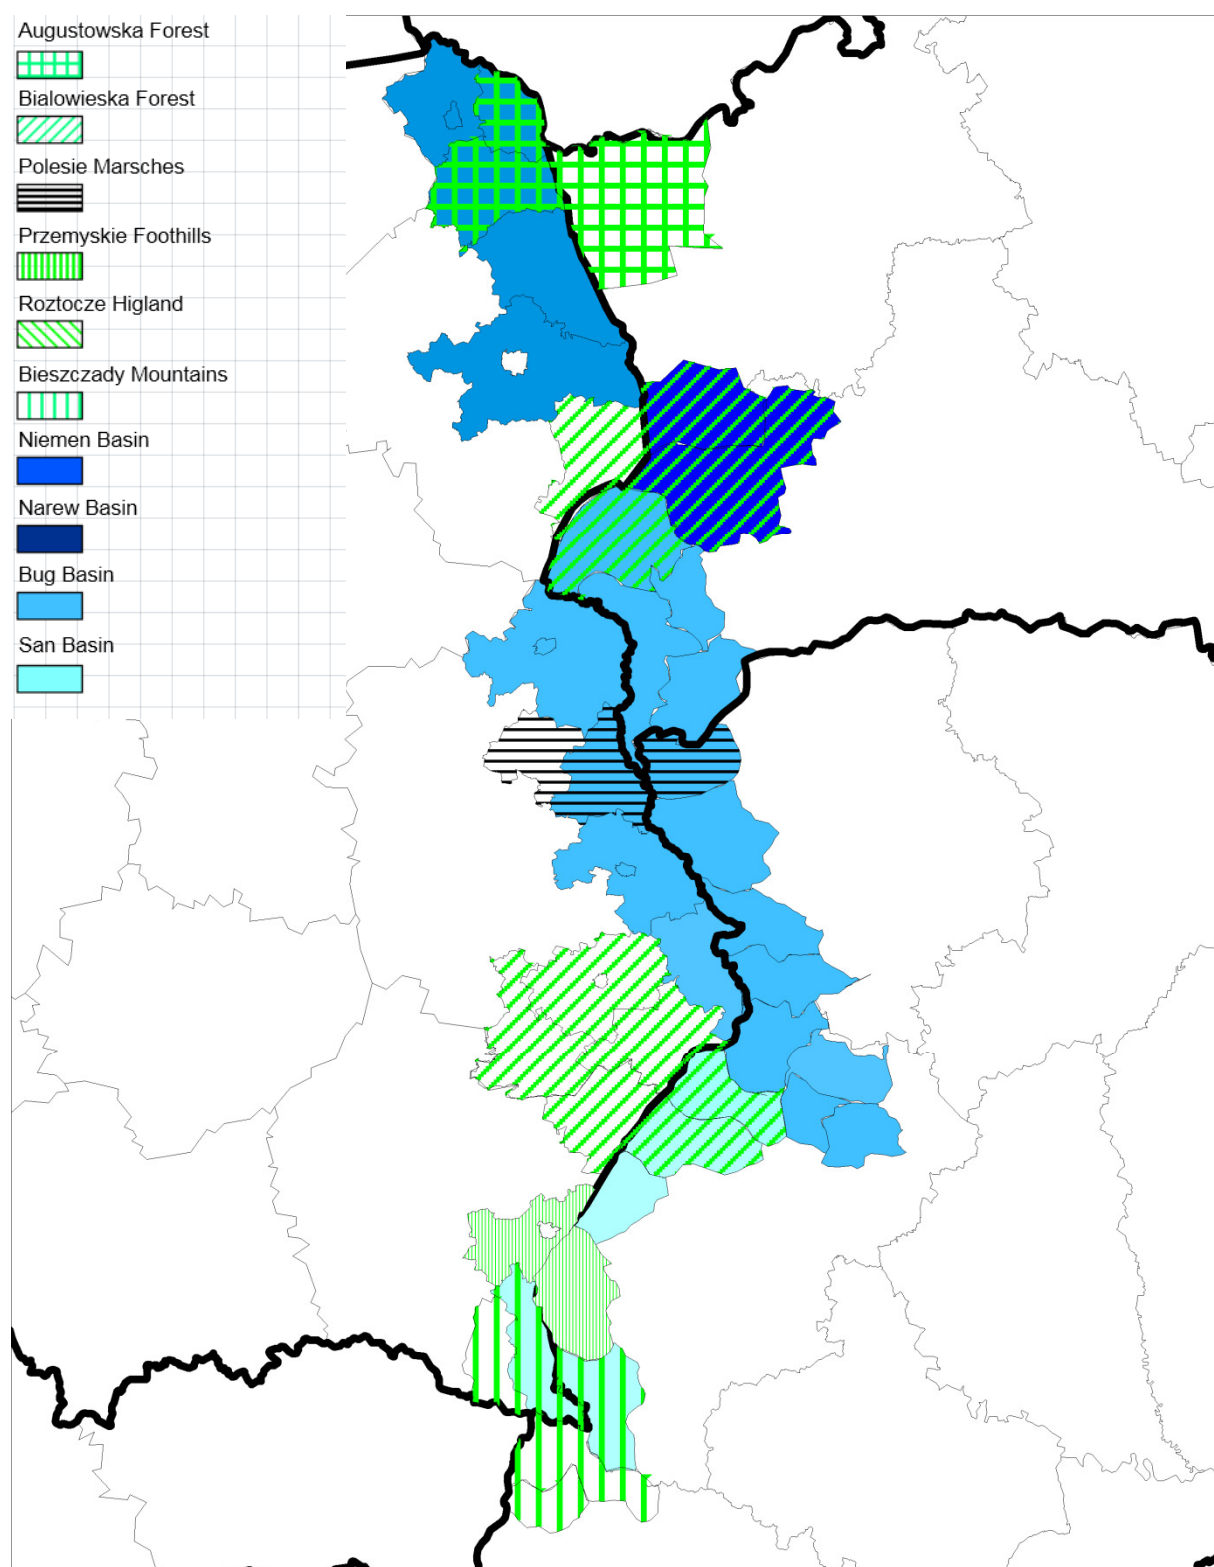 Augustowska Forest
Bialowieska Forest
Polesie Marsches
Przemyskie Foothills
Roztocze Higland
Bieszczady Mountains
Niemen Basin
Narew Basin
Bug Basin
San Basin